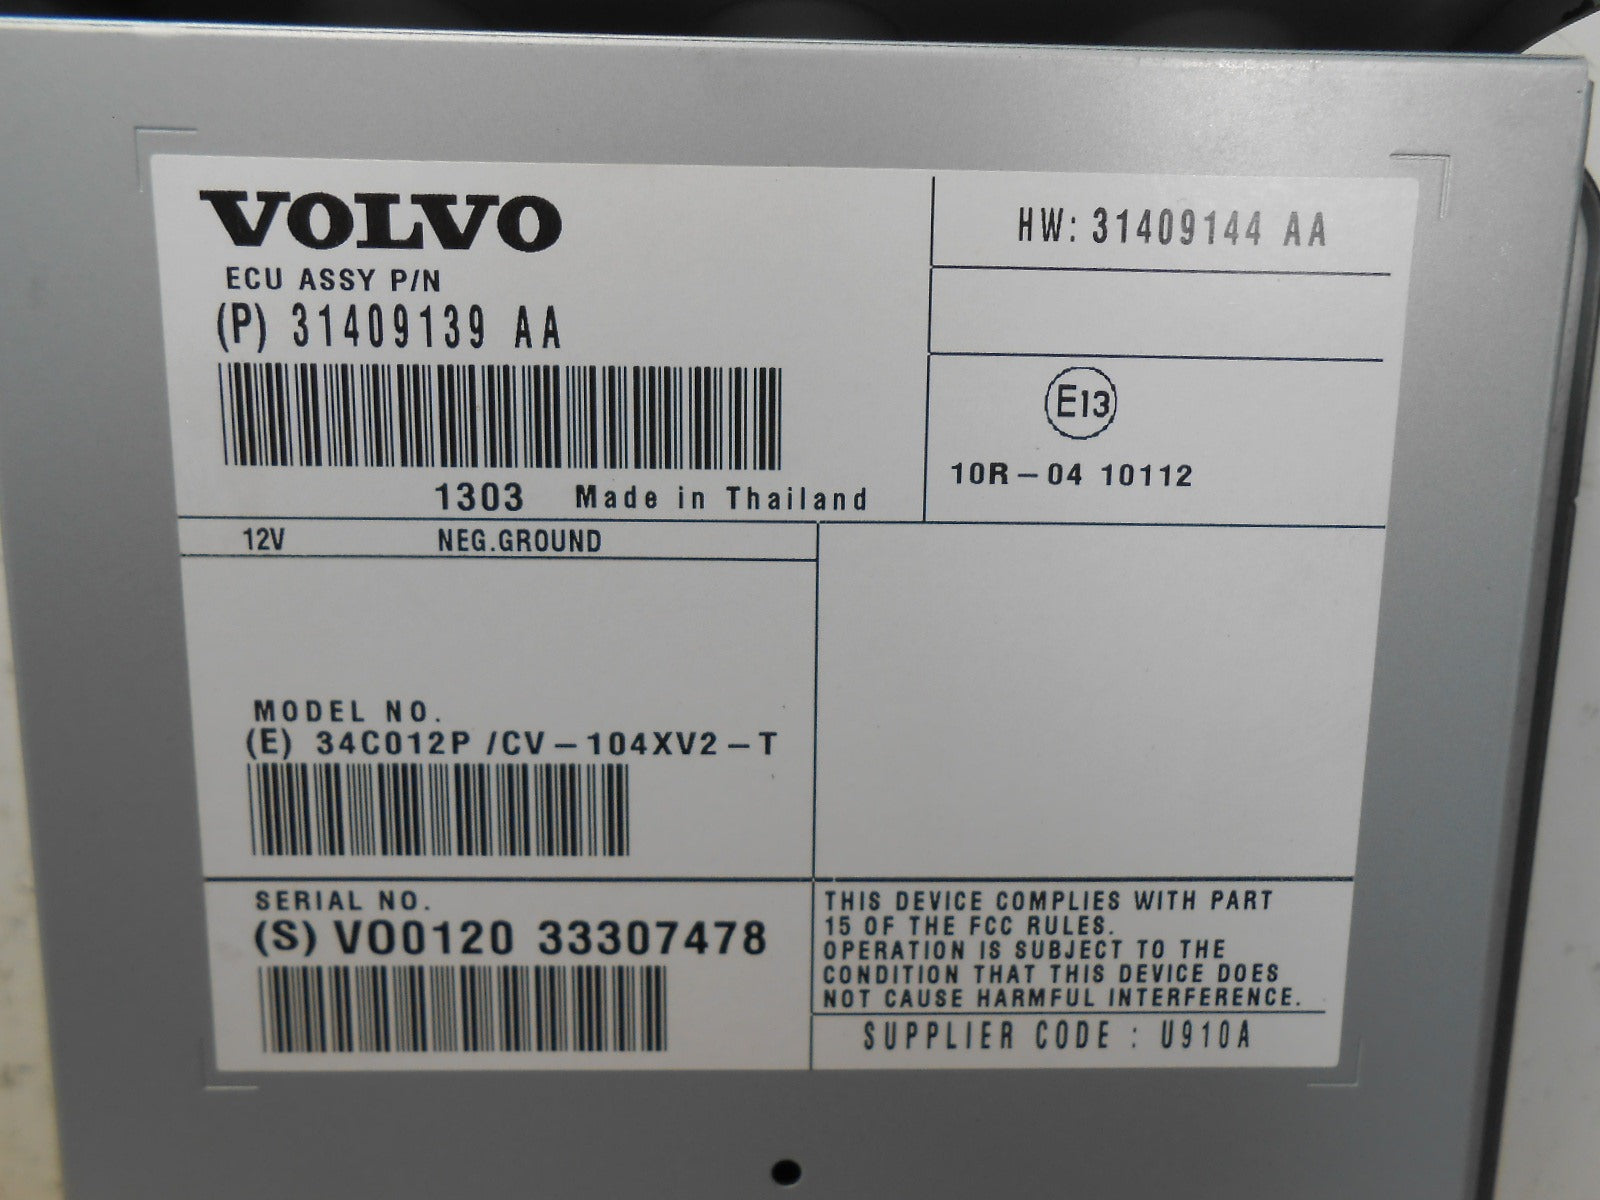 VOLVO
ECU ASSY P/N
(P) 31409139 AA
1303 Made in Thailand
HW: 31409144 AA
E13
10R-04 10112
12V NEG.GROUND
MODEL NO.
(E) 34C012P /CV-104XV2-T
SERIAL NO.
(S) VO0120 33307478
THIS DEVICE COMPLIES WITH PART
15 OF THE FCC RULES.
OPERATION IS SUBJECT TO THE
CONDITION THAT THIS DEVICE DOES
NOT CAUSE HARMFUL INTERFERENCE.
SUPPLIER CODE : U910A